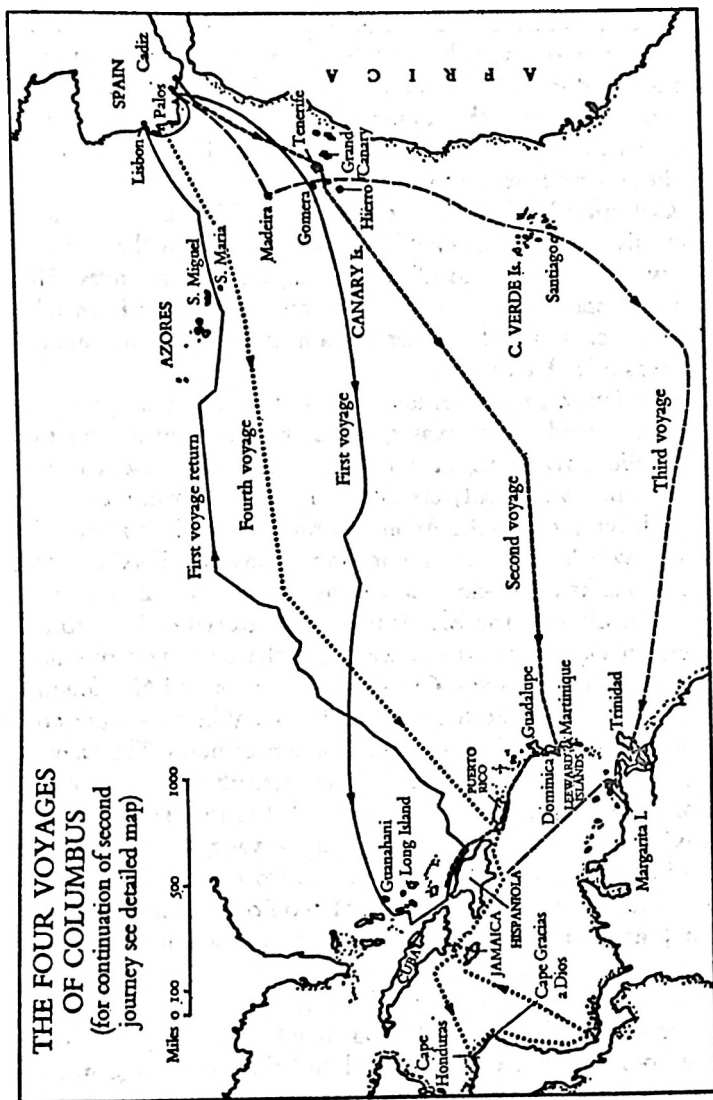 THE FOUR VOYAGES
OF COLUMBUS
(for continuation of second
journey see detailed map)
Miles 0 100 500 1000
SPAIN
Cadiz
Palos
Lisbon
AFRICA
AZORES
S. Miguel
S. Maria
Madeira
Tenerife
Grand
Canary
Gomera
Hierro
CANARY Is.
C. VERDE Is.
Santiago
First voyage return
Fourth voyage
First voyage
Second voyage
Third voyage
Guanahani
Long Island
CUBA
PUERTO
RICO
Guadalupe
Dominica
Martinique
LEEWARD
ISLANDS
Trinidad
Margarita I.
JAMAICA
HISPANIOLA
Cape Gracias
a Dios
Cape
Honduras